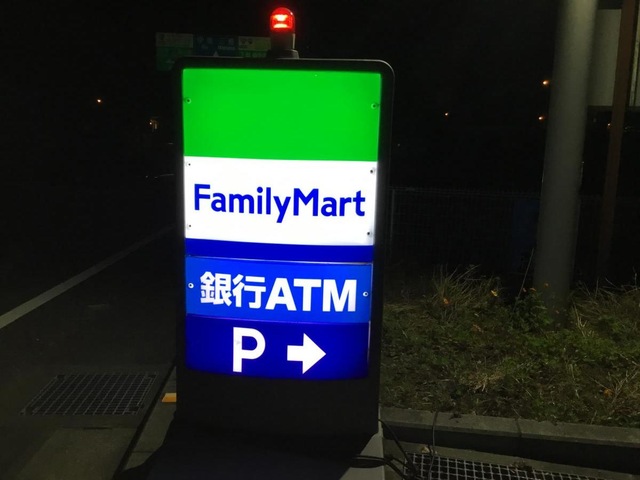 FamilyMart
銀行ATM
P →